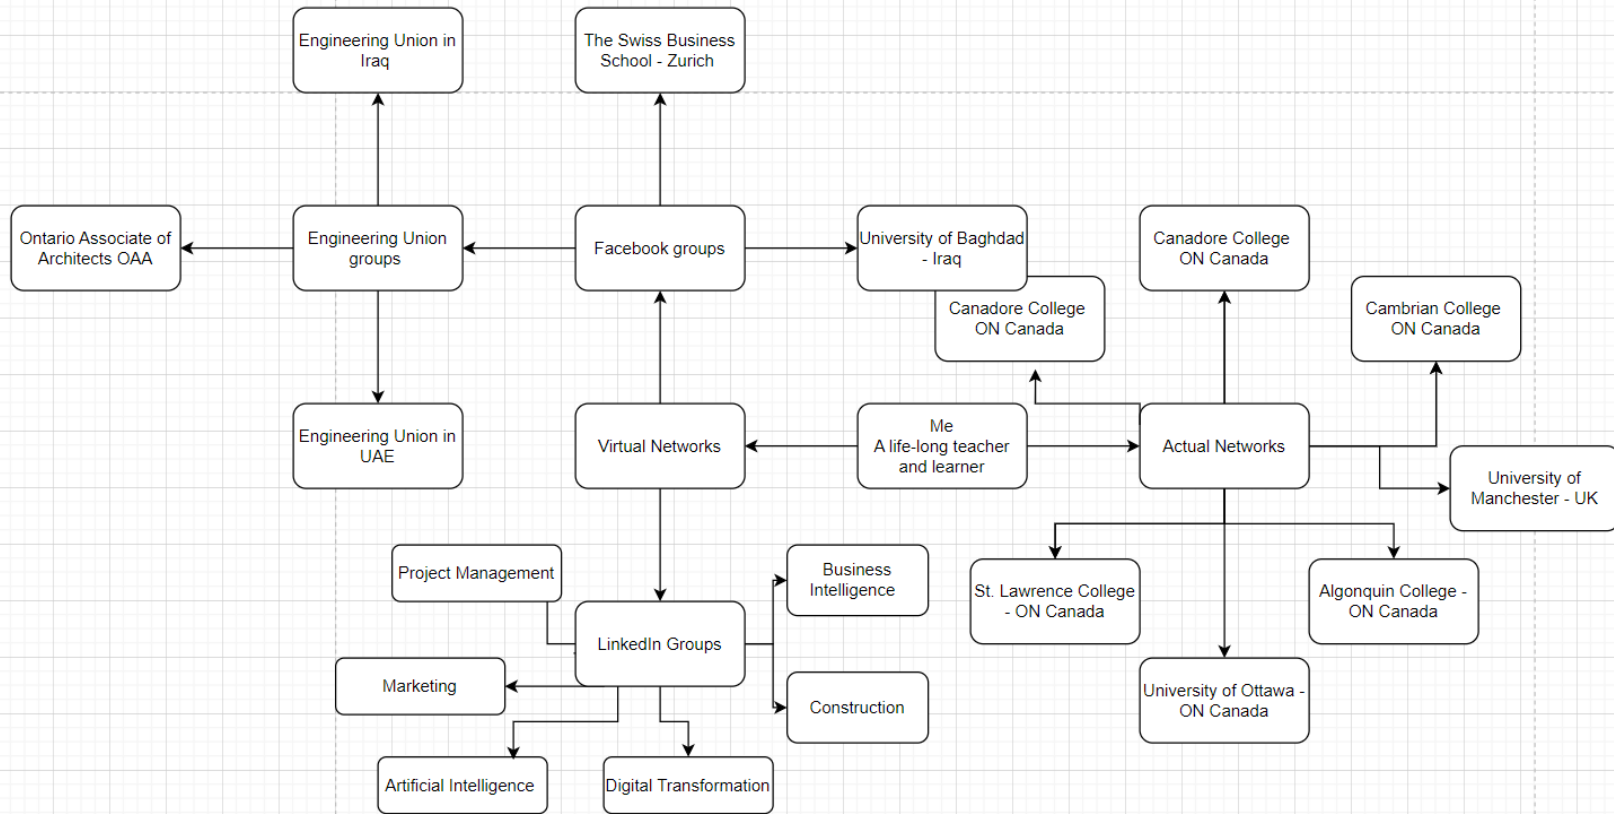 Engineering Union in
Iraq
The Swiss Business
School - Zurich
Ontario Associate of
Architects OAA
Engineering Union
groups
Facebook groups
University of Baghdad
- Iraq
Canadore College
ON Canada
Canadore College
ON Canada
Cambrian College
ON Canada
Engineering Union in
UAE
Virtual Networks
Me
A life-long teacher
and learner
Actual Networks
University of
Manchester - UK
Project Management
Business
Intelligence
St. Lawrence College
- ON Canada
Algonquin College -
ON Canada
LinkedIn Groups
Marketing
Construction
University of Ottawa -
ON Canada
Artificial Intelligence
Digital Transformation